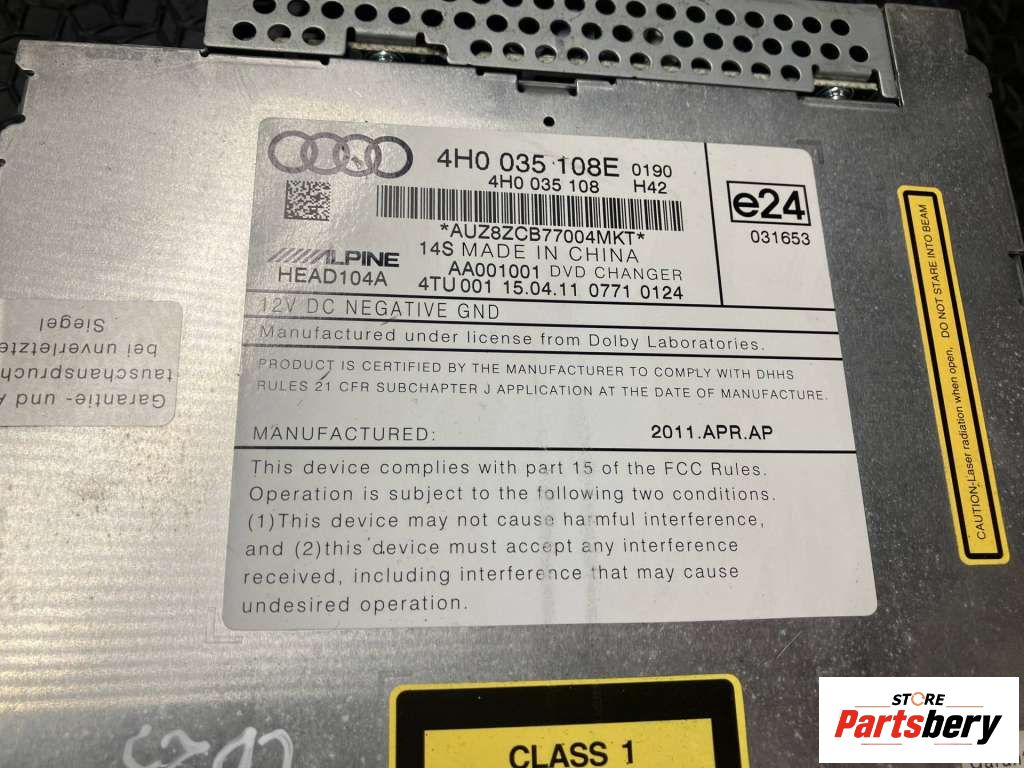 4H0 035 108E 0190
4H0 035 108 H42
*AUZ8ZCB77004MKT*
ALPINE
HEAD104A
14S MADE IN CHINA
AA001001 DVD CHANGER
4TU 001 15.04.11 0771 0124
e24
031653
12V DC NEGATIVE GND
Manufactured under license from Dolby Laboratories.
PRODUCT IS CERTIFIED BY THE MANUFACTURER TO COMPLY WITH DHHS
RULES 21 CFR SUBCHAPTER J APPLICATION AT THE DATE OF MANUFACTURE.
MANUFACTURED: 2011.APR.AP
This device complies with part 15 of the FCC Rules.
Operation is subject to the following two conditions.
(1)This device may not cause harmful interference,
and (2)this device must accept any interference
received, including interference that may cause
undesired operation.
CAUTION-Laser radiation when open, DO NOT STARE INTO BEAM
Garantie- und
tauschanspruch
bei unverletzte
Siegel
CLASS 1
STORE
Partsbery